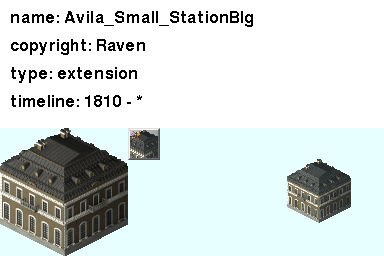 name: Avila_Small_StationBlg
copyright: Raven
type: extension
timeline: 1810 - *